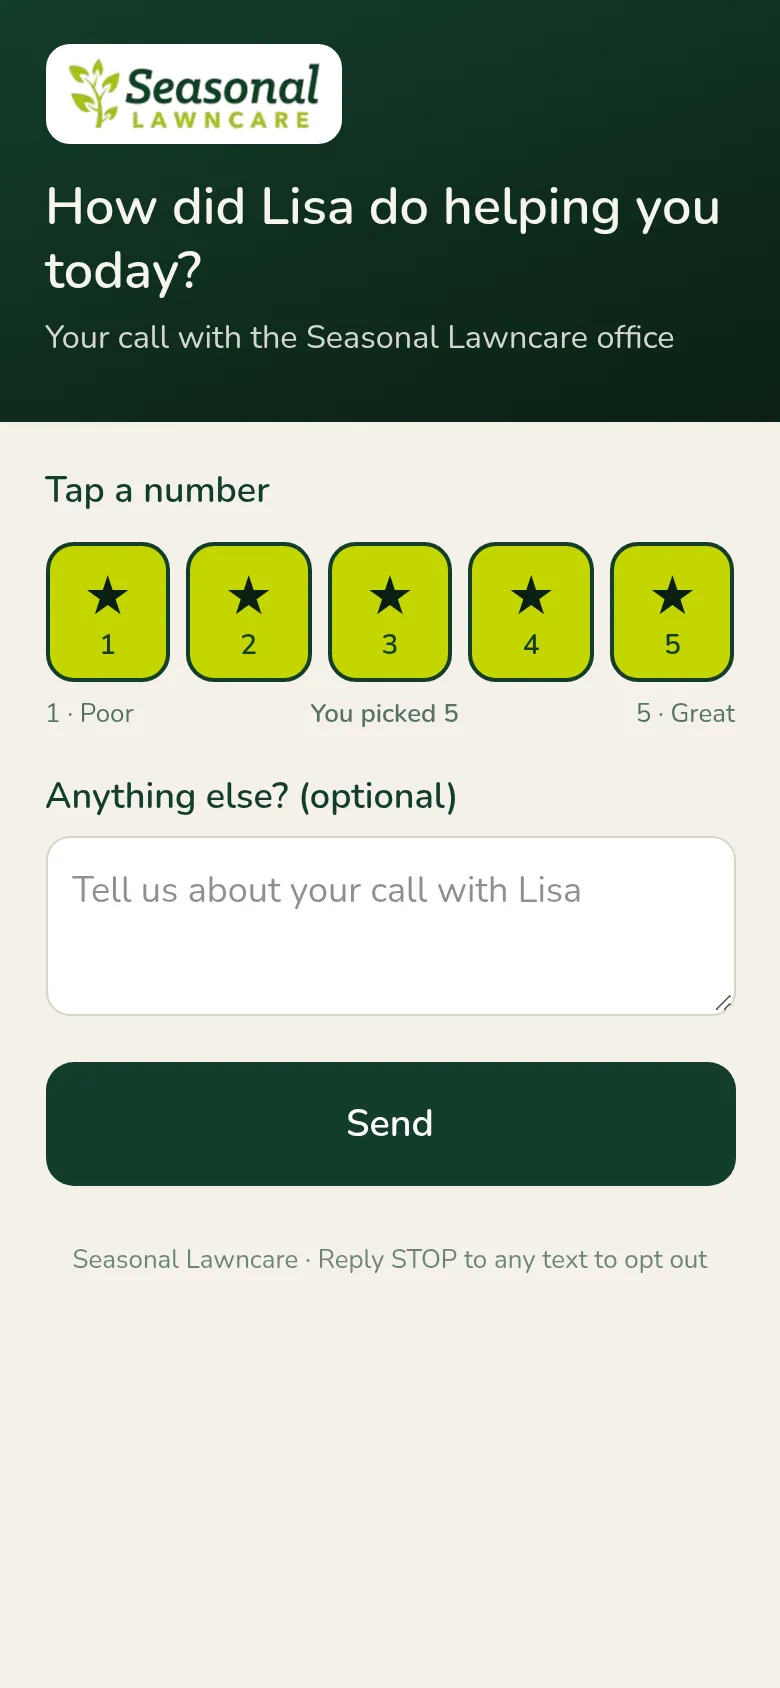 Seasonal
LAWNCARE
How did Lisa do helping you
today?
Your call with the Seasonal Lawncare office
Tap a number
★ ★ ★ ★ ★
1 2 3 4 5
1 · Poor You picked 5 5 · Great
Anything else? (optional)
Tell us about your call with Lisa
Send
Seasonal Lawncare · Reply STOP to any text to opt out